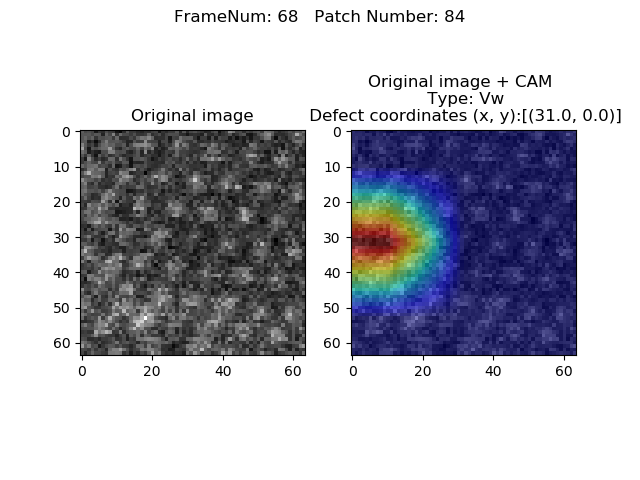 FrameNum: 68   Patch Number: 84
Original image
0
10
20
30
40
50
60
0 20 40 60
Original image + CAM
Type: Vw
Defect coordinates (x, y):[(31.0, 0.0)]
0
10
20
30
40
50
60
0 20 40 60